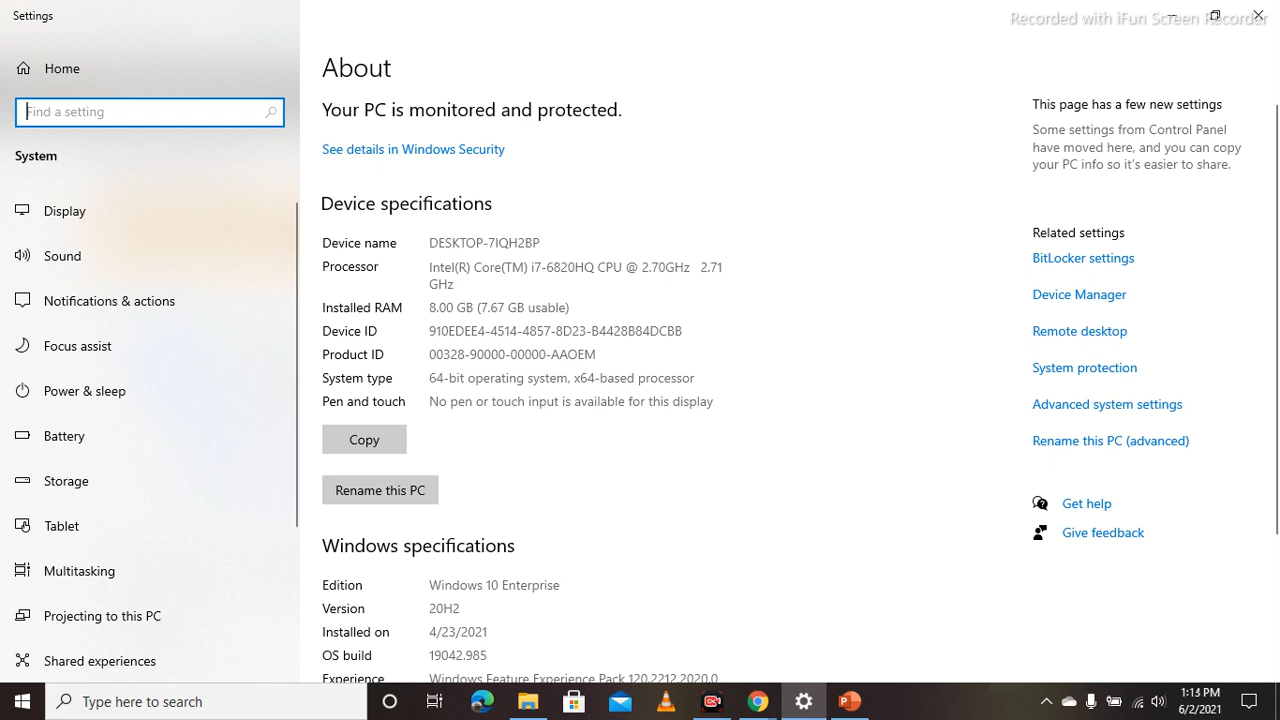 Settings
Recorded with iFun Screen Recorder
Home
Find a setting
System
Display
Sound
Notifications & actions
Focus assist
Power & sleep
Battery
Storage
Tablet
Multitasking
Projecting to this PC
Shared experiences
About
Your PC is monitored and protected.
See details in Windows Security
Device specifications
Device name DESKTOP-7IQH2BP
Processor Intel(R) Core(TM) i7-6820HQ CPU @ 2.70GHz 2.71
GHz
Installed RAM 8.00 GB (7.67 GB usable)
Device ID 910EDEE4-4514-4857-8D23-B4428B84DCBB
Product ID 00328-90000-00000-AAOEM
System type 64-bit operating system, x64-based processor
Pen and touch No pen or touch input is available for this display
Copy
Rename this PC
Windows specifications
Edition Windows 10 Enterprise
Version 20H2
Installed on 4/23/2021
OS build 19042.985
Experience Windows Feature Experience Pack 120.2212.2020.0
This page has a few new settings
Some settings from Control Panel
have moved here, and you can copy
your PC info so it's easier to share.
Related settings
BitLocker settings
Device Manager
Remote desktop
System protection
Advanced system settings
Rename this PC (advanced)
Get help
Give feedback
Type here to search
1:13 PM
6/2/2021